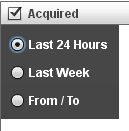 Acquired
Last 24 Hours
Last Week
From / To